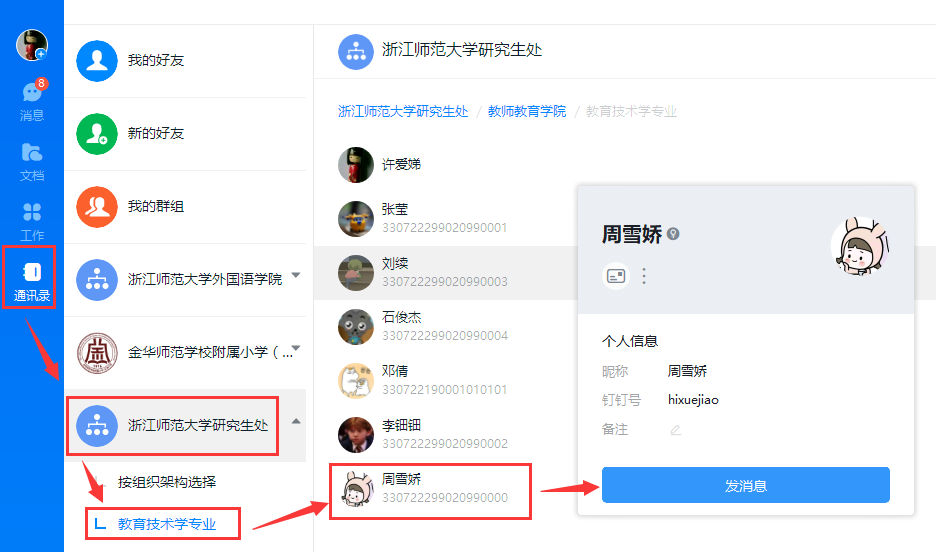 8
消息
文档
工作
通讯录
我的好友
新的好友
我的群组
浙江师范大学外国语学院
金华师范学校附属小学（...
浙江师范大学研究生处
按组织架构选择
教育技术学专业
浙江师范大学研究生处
浙江师范大学研究生处 / 教师教育学院 / 教育技术学专业
许爱娣
张莹
330722299020990001
刘续
330722299020990003
石俊杰
330722299020990004
邓倩
330722190001010101
李钿钿
330722299020990002
周雪娇
330722299020990000
周雪娇
个人信息
昵称 周雪娇
钉钉号 hixuejiao
备注
发消息